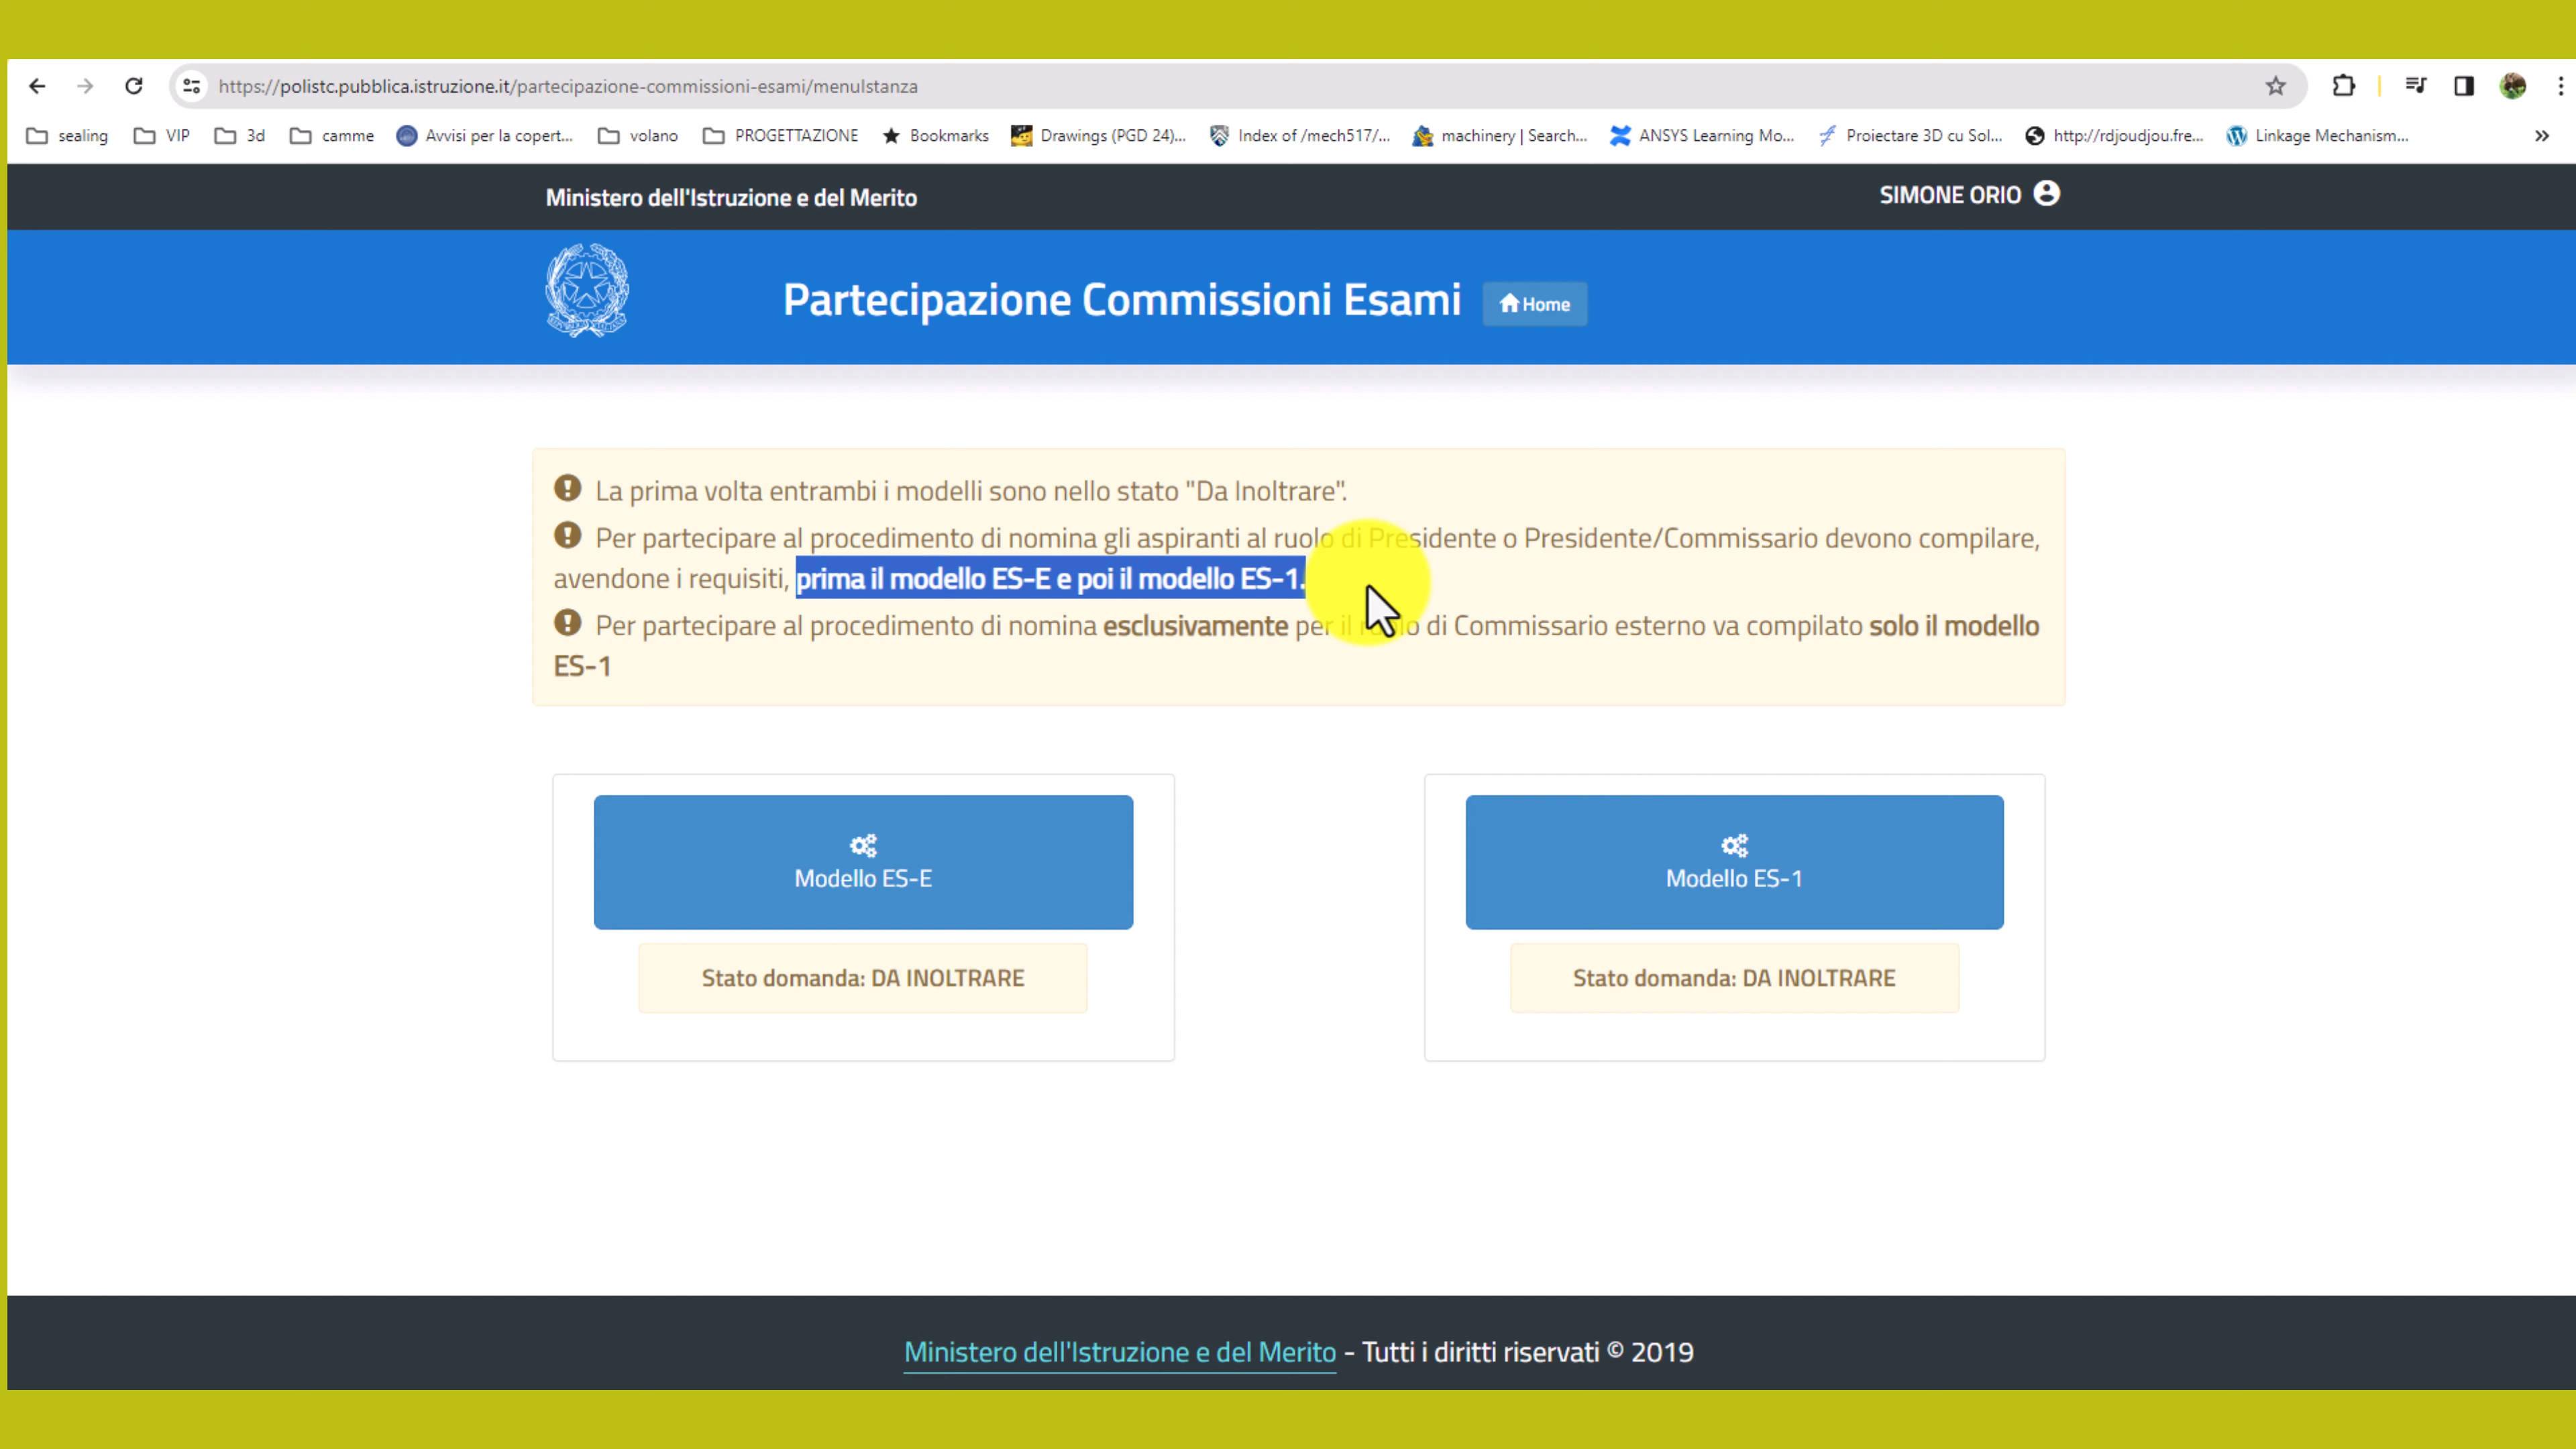 https://polistc.pubblica.istruzione.it/partecipazione-commissioni-esami/menuIstanza
sealing VIP 3d camme Avvisi per la copert... volano PROGETTAZIONE Bookmarks Drawings (PGD 24)... Index of /mech517/... machinery | Search... ANSYS Learning Mo... Proiectare 3D cu Sol... http://rdjoudjou.fre... Linkage Mechanism... »
Ministero dell'Istruzione e del Merito SIMONE ORIO
Partecipazione Commissioni Esami Home
La prima volta entrambi i modelli sono nello stato "Da Inoltrare".
Per partecipare al procedimento di nomina gli aspiranti al ruolo di Presidente o Presidente/Commissario devono compilare,
avendone i requisiti, prima il modello ES-E e poi il modello ES-1.
Per partecipare al procedimento di nomina esclusivamente per il ruolo di Commissario esterno va compilato solo il modello
ES-1
Modello ES-E Modello ES-1
Stato domanda: DA INOLTRARE Stato domanda: DA INOLTRARE
Ministero dell'Istruzione e del Merito - Tutti i diritti riservati © 2019